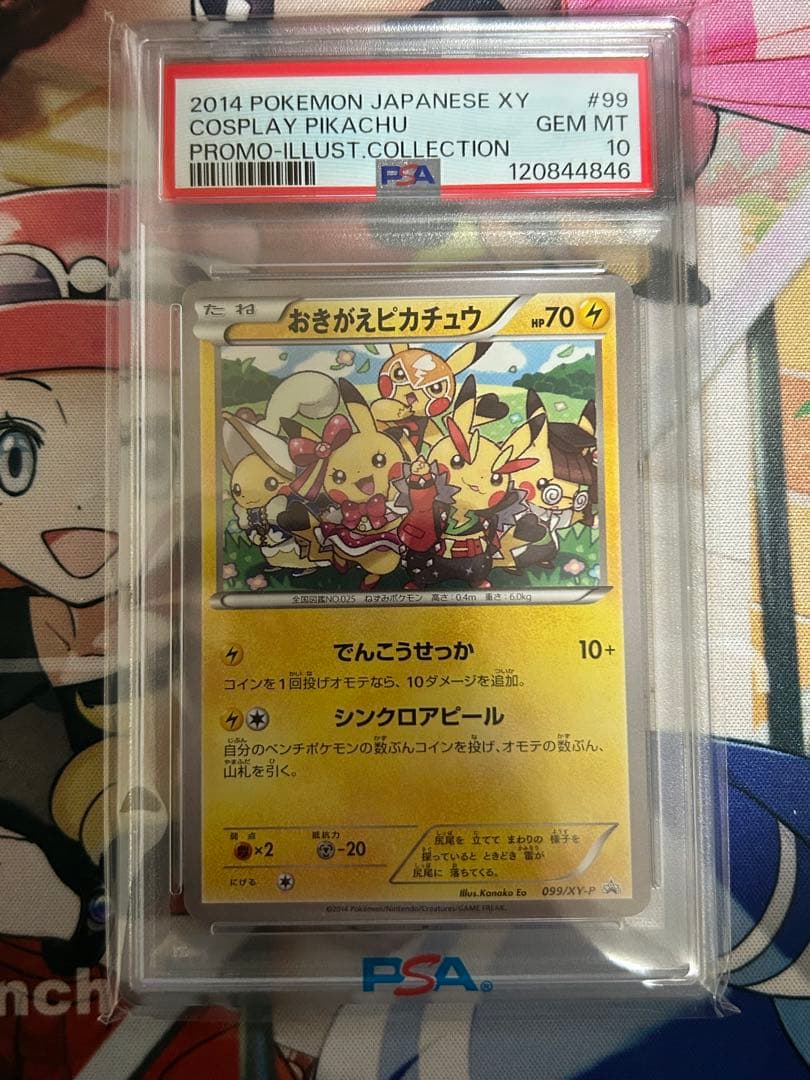 2014 POKEMON JAPANESE XY #99
COSPLAY PIKACHU GEM MT
PROMO-ILLUST.COLLECTION 10
PSA 120844846
たね おきがえピカチュウ HP70
全国図鑑NO.025 ねずみポケモン 高さ:0.4m 重さ:6.0kg
でんこうせっか 10+
コインを1回投げオモテなら、10ダメージを追加。
シンクロアピール
自分のベンチポケモンの数ぶんコインを投げ、オモテの数ぶん、
山札を引く。
弱点 抵抗力
×2 -20
にげる
尻尾を 立てて まわりの 様子を
探っていると ときどき 雷が
尻尾に 落ちてくる。
Illus.Kanako Eo 099/XY-P
©2014 Pokémon/Nintendo/Creatures/GAME FREAK.
PSA®
nch